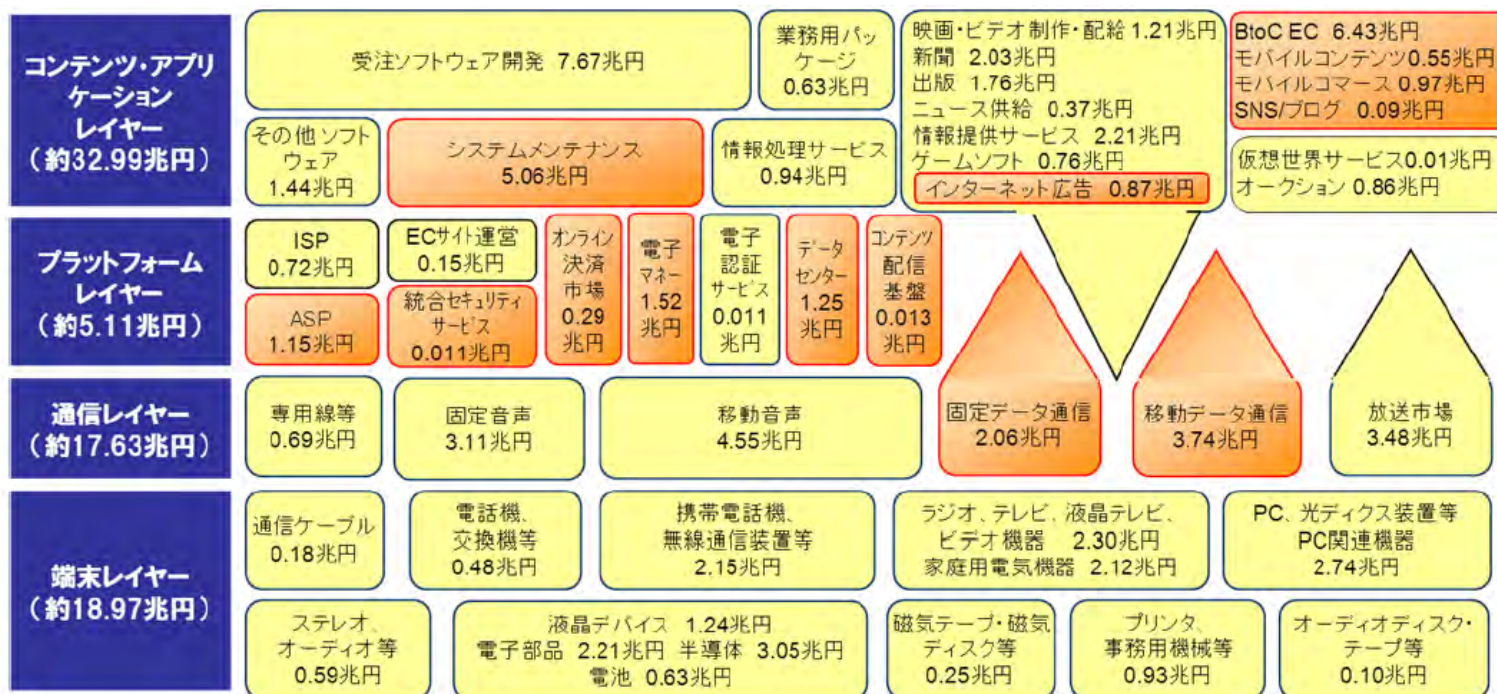 コンテンツ・アプリ
ケーション
レイヤー
（約32.99兆円）
受注ソフトウェア開発 7.67兆円
業務用パッ
ケージ
0.63兆円
映画・ビデオ制作・配給 1.21兆円
新聞 2.03兆円
出版 1.76兆円
ニュース供給 0.37兆円
情報提供サービス 2.21兆円
ゲームソフト 0.76兆円
インターネット広告 0.87兆円
BtoC EC 6.43兆円
モバイルコンテンツ0.55兆円
モバイルコマース0.97兆円
SNS/ブログ 0.09兆円
その他ソフト
ウェア
1.44兆円
システムメンテナンス
5.06兆円
情報処理サービス
0.94兆円
仮想世界サービス0.01兆円
オークション 0.86兆円
プラットフォーム
レイヤー
（約5.11兆円）
ISP
0.72兆円
ECサイト運営
0.15兆円
オンライン
決済
市場
0.29
兆円
電子
マネー
1.52
兆円
電子
認証
サービス
0.011
兆円
データ
センター
1.25
兆円
コンテンツ
配信
基盤
0.013
兆円
ASP
1.15兆円
統合セキュリティ
サービス
0.011兆円
通信レイヤー
（約17.63兆円）
専用線等
0.69兆円
固定音声
3.11兆円
移動音声
4.55兆円
固定データ通信
2.06兆円
移動データ通信
3.74兆円
放送市場
3.48兆円
端末レイヤー
（約18.97兆円）
通信ケーブル
0.18兆円
電話機、
交換機等
0.48兆円
携帯電話機、
無線通信装置等
2.15兆円
ラジオ、テレビ、液晶テレビ、
ビデオ機器 2.30兆円
家庭用電気機器 2.12兆円
PC、光ディクス装置等
PC関連機器
2.74兆円
ステレオ、
オーディオ等
0.59兆円
液晶デバイス 1.24兆円
電子部品 2.21兆円 半導体 3.05兆円
電池 0.63兆円
磁気テープ・磁気
ディスク等
0.25兆円
プリンタ、
事務用機械等
0.93兆円
オーディオディスク・
テープ等
0.10兆円